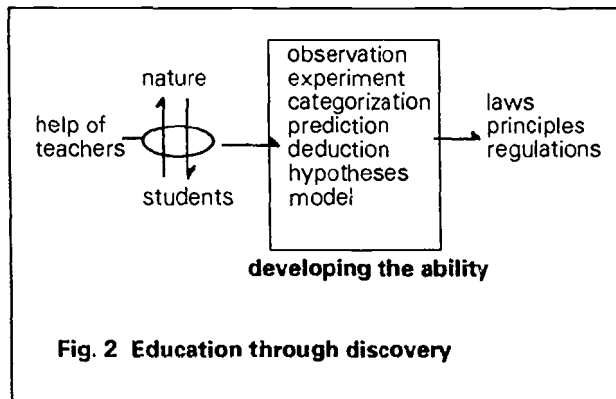 nature
help of
teachers
students
observation
experiment
categorization
prediction
deduction
hypotheses
model
laws
principles
regulations
developing the ability
Fig. 2 Education through discovery